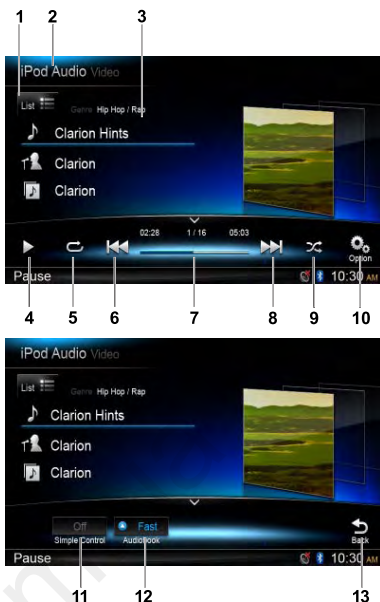 1 2 3
iPod Audio Video
List Genre Hip Hop / Rap
Clarion Hints
Clarion
Clarion
02:28 1 / 16 05:03
Option
Pause 10:30 AM
4 5 6 7 8 9 10
iPod Audio Video
List Genre Hip Hop / Rap
Clarion Hints
Clarion
Clarion
Off Fast
Simple Control Audiobook Back
Pause 10:30 AM
11 12 13